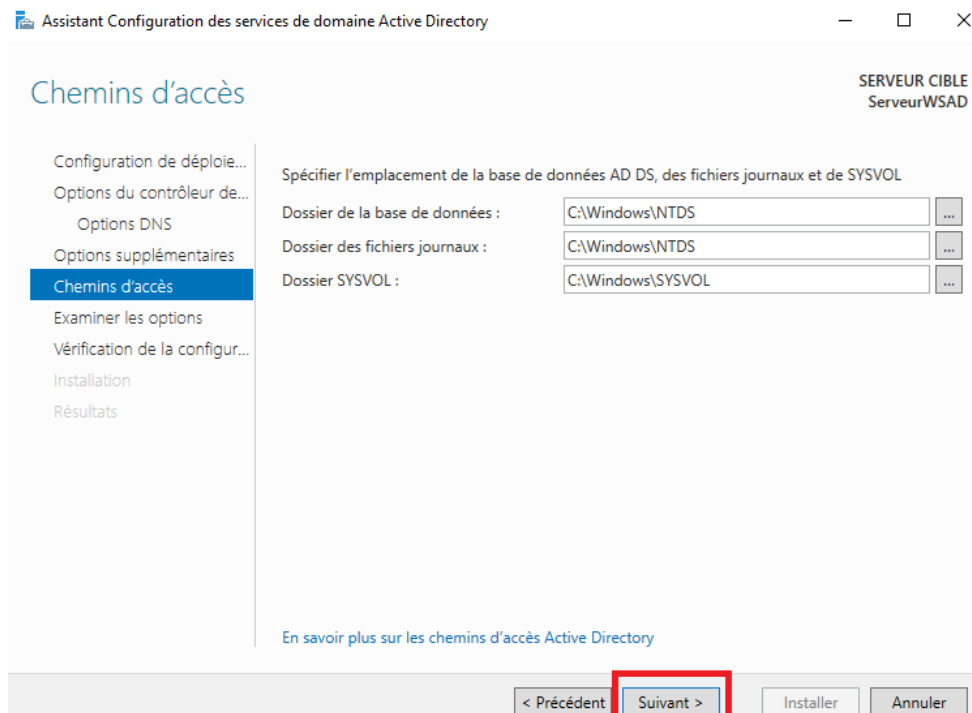 Assistant Configuration des services de domaine Active Directory
Chemins d’accès
SERVEUR CIBLE
ServeurWSAD
Configuration de déploie...
Options du contrôleur de...
Options DNS
Options supplémentaires
Chemins d’accès
Examiner les options
Vérification de la configur...
Installation
Résultats
Spécifier l’emplacement de la base de données AD DS, des fichiers journaux et de SYSVOL
Dossier de la base de données : C:\Windows\NTDS ...
Dossier des fichiers journaux : C:\Windows\NTDS ...
Dossier SYSVOL : C:\Windows\SYSVOL ...
En savoir plus sur les chemins d’accès Active Directory
< Précédent Suivant > Installer Annuler